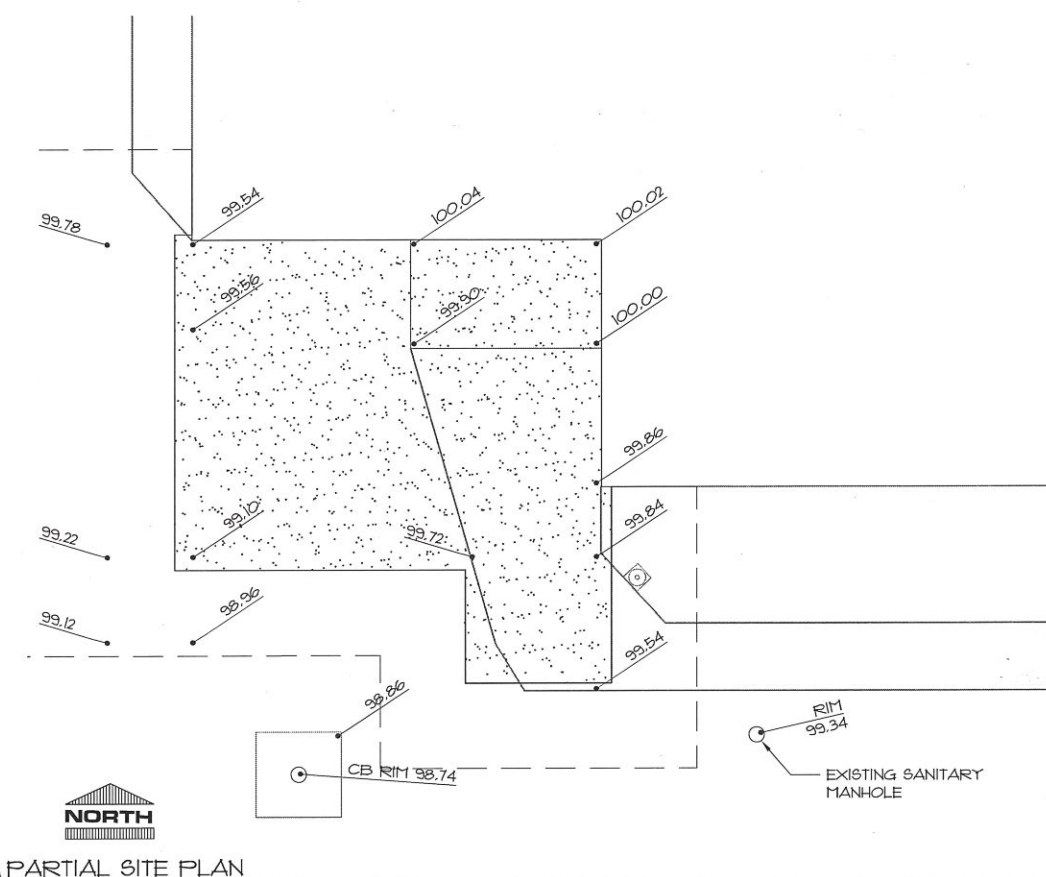 99.54
100.04
100.02
99.78
99.56
99.90
100.00
99.86
99.22
99.10
99.72
99.84
99.12
98.96
99.54
98.86
RIM
99.34
CB RIM 98.74
EXISTING SANITARY
MANHOLE
NORTH
PARTIAL SITE PLAN